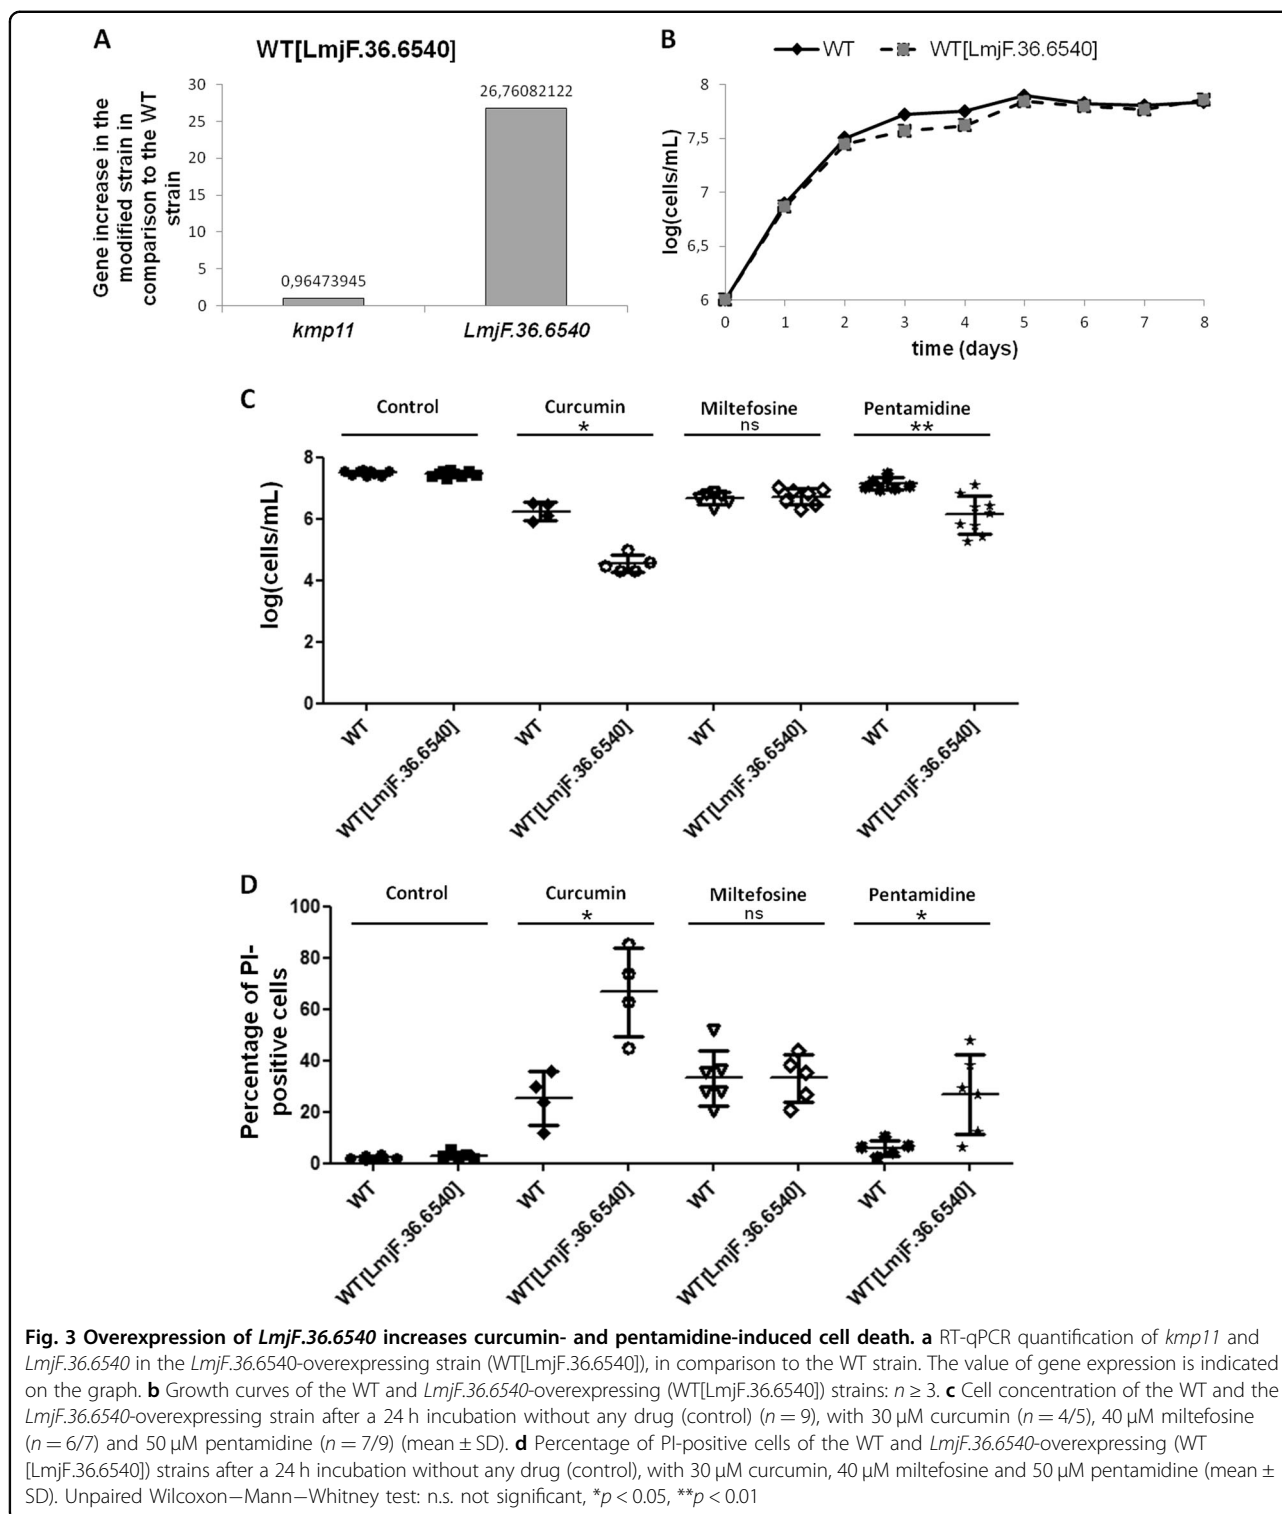 A
WT[LmjF.36.6540]
Gene increase in the
modified strain in
comparison to the WT
strain
30
25
20
15
10
5
0
0,96473945
26,76082122
kmp11
LmjF.36.6540
B
WT
WT[LmjF.36.6540]
log(cells/mL)
8
7,5
7
6,5
6
0 1 2 3 4 5 6 7 8
time (days)
C
Control
Curcumin
*
Miltefosine
ns
Pentamidine
**
log(cells/mL)
8
6
4
2
0
WT
WT[LmjF.36.6540]
WT
WT[LmjF.36.6540]
WT
WT[LmjF.36.6540]
WT
WT[LmjF.36.6540]
D
Control
Curcumin
*
Miltefosine
ns
Pentamidine
*
Percentage of PI-
positive cells
100
80
60
40
20
0
WT
WT[LmjF.36.6540]
WT
WT[LmjF.36.6540]
WT
WT[LmjF.36.6540]
WT
WT[LmjF.36.6540]
Fig. 3 Overexpression of LmjF.36.6540 increases curcumin- and pentamidine-induced cell death. a RT-qPCR quantification of kmp11 and
LmjF.36.6540 in the LmjF.36.6540-overexpressing strain (WT[LmjF.36.6540]), in comparison to the WT strain. The value of gene expression is indicated
on the graph. b Growth curves of the WT and LmjF.36.6540-overexpressing (WT[LmjF.36.6540]) strains: n ≥ 3. c Cell concentration of the WT and the
LmjF.36.6540-overexpressing strain after a 24 h incubation without any drug (control) (n = 9), with 30 µM curcumin (n = 4/5), 40 µM miltefosine
(n = 6/7) and 50 µM pentamidine (n = 7/9) (mean ± SD). d Percentage of PI-positive cells of the WT and LmjF.36.6540-overexpressing (WT
[LmjF.36.6540]) strains after a 24 h incubation without any drug (control), with 30 µM curcumin, 40 µM miltefosine and 50 µM pentamidine (mean ±
SD). Unpaired Wilcoxon−Mann−Whitney test: n.s. not significant, *p < 0.05, **p < 0.01